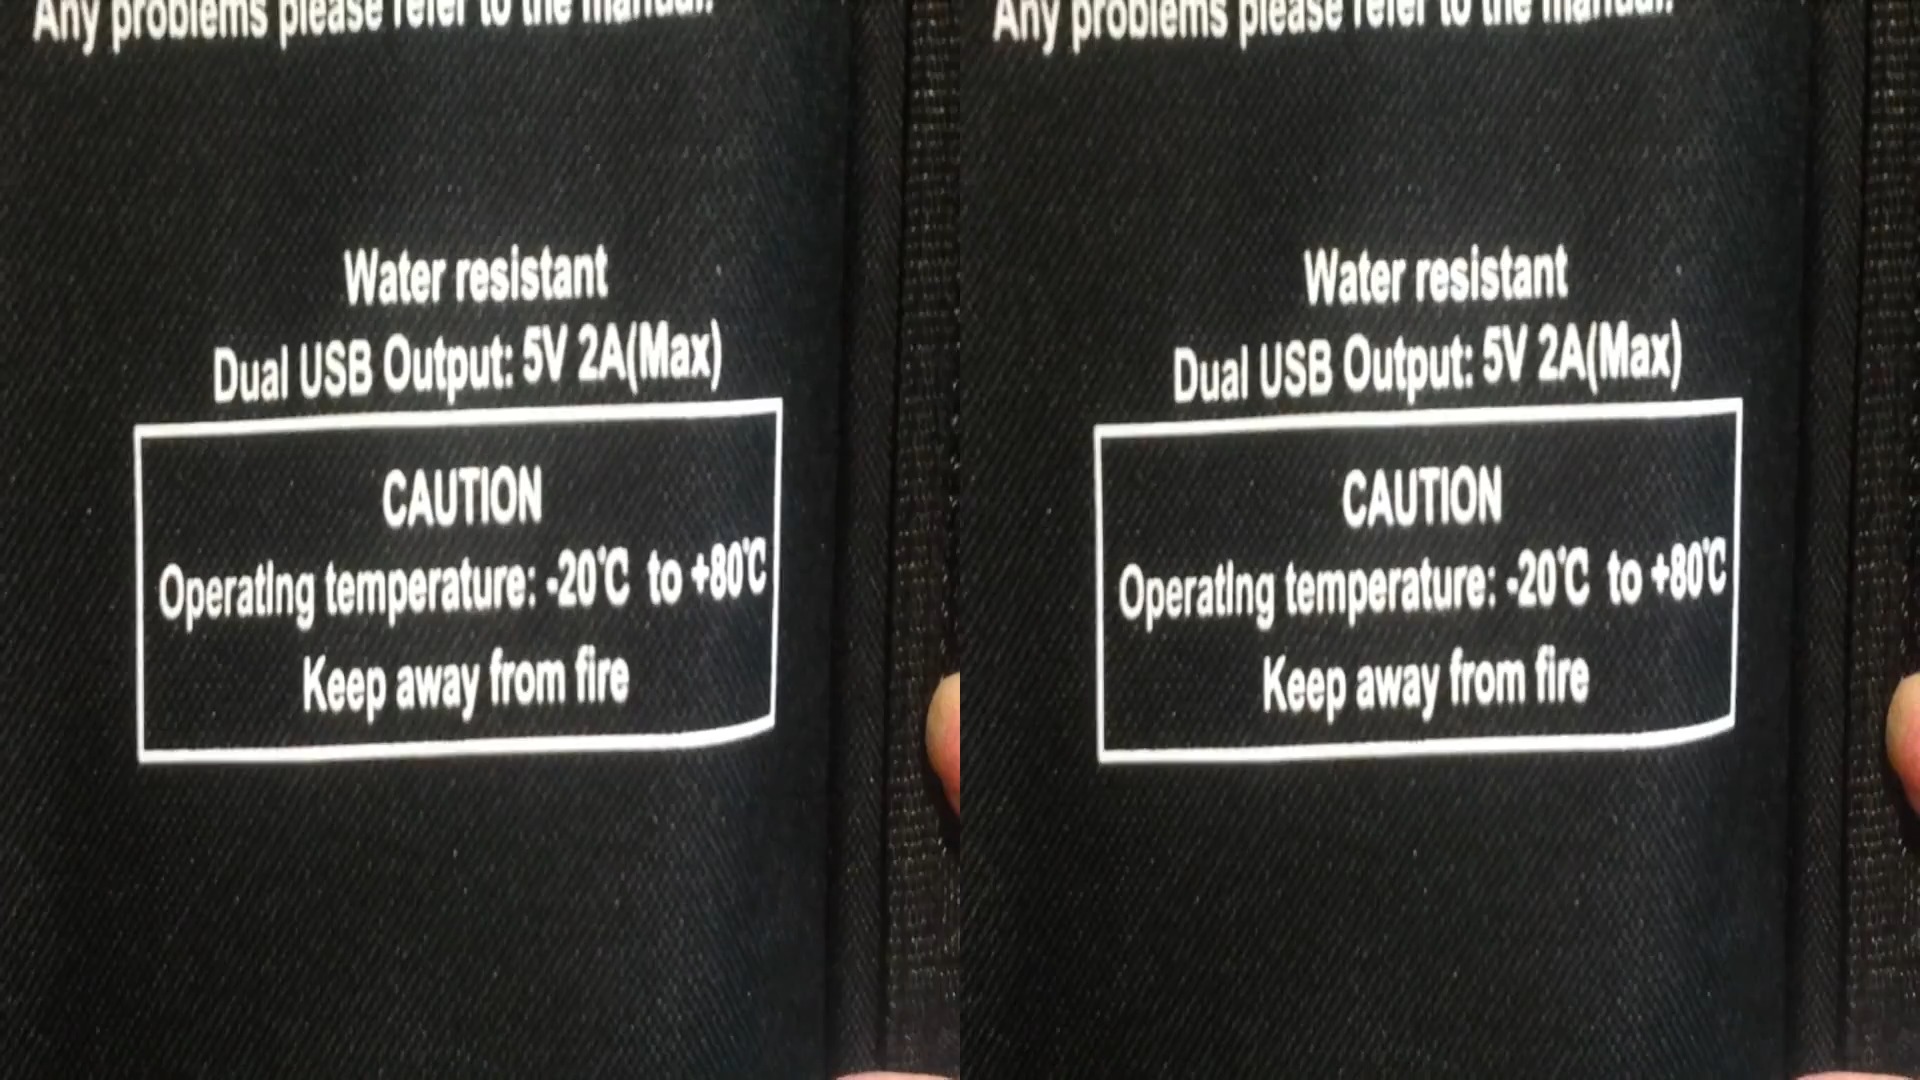 Any problems please refer to the manual.
Water resistant
Dual USB Output: 5V 2A(Max)
CAUTION
Operating temperature: -20℃ to +80℃
Keep away from fire
Any problems please refer to the manual.
Water resistant
Dual USB Output: 5V 2A(Max)
CAUTION
Operating temperature: -20℃ to +80℃
Keep away from fire